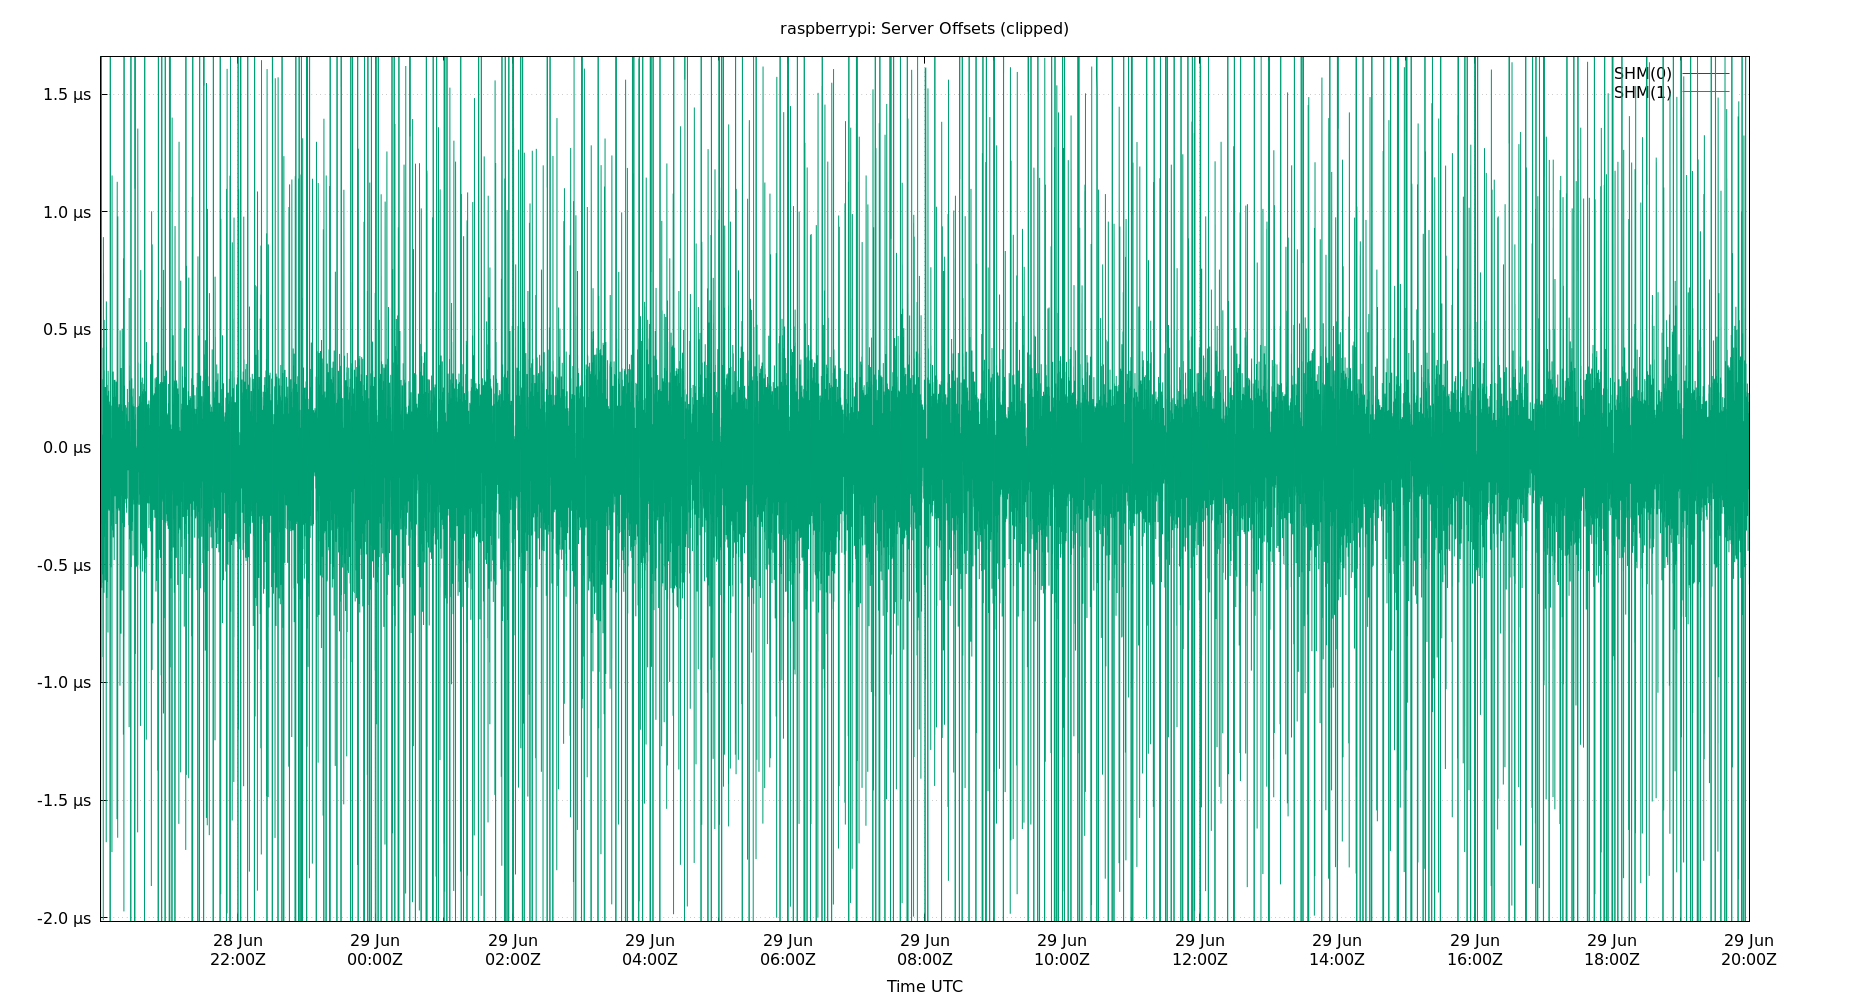 raspberrypi: Server Offsets (clipped)
SHM(0)
SHM(1)
1.5 µs
1.0 µs
0.5 µs
0.0 µs
-0.5 µs
-1.0 µs
-1.5 µs
-2.0 µs
28 Jun 29 Jun 29 Jun 29 Jun 29 Jun 29 Jun 29 Jun 29 Jun 29 Jun 29 Jun 29 Jun 29 Jun
22:00Z 00:00Z 02:00Z 04:00Z 06:00Z 08:00Z 10:00Z 12:00Z 14:00Z 16:00Z 18:00Z 20:00Z
Time UTC